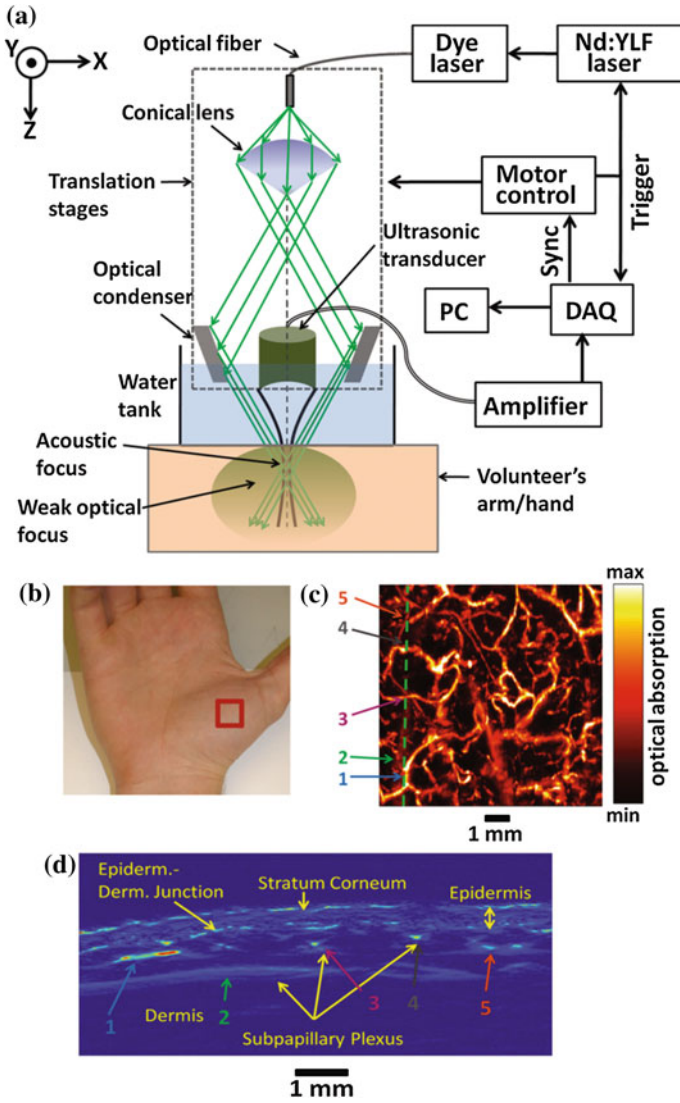 (a)
Y
X
Z
Optical fiber
Dye
laser
Nd:YLF
laser
Conical lens
Translation
stages
Motor
control
Trigger
Sync
Ultrasonic
transducer
Optical
condenser
PC
DAQ
Water
tank
Amplifier
Acoustic
focus
Weak optical
focus
Volunteer's
arm/hand
(b)
(c)
5
4
3
2
1
max
optical absorption
min
1 mm
(d)
Epiderm.-
Derm. Junction
Stratum Corneum
Epidermis
1
2
3
4
5
Dermis
Subpapillary Plexus
1 mm